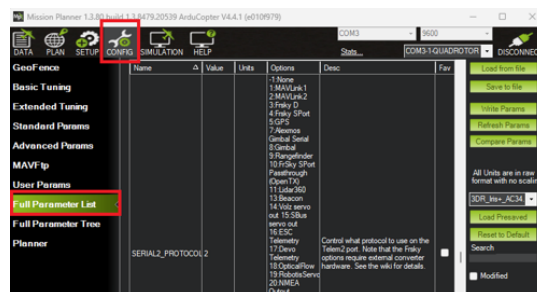 Mission Planner 1.3.80 build 1.3.8479.20539 ArduCopter V4.4.1 (e010f979)
COM3 9600
DATA PLAN SETUP CONFIG SIMULATION HELP
Stats... COM3-1-QUADROTOR DISCONNEC
GeoFence
Basic Tuning
Extended Tuning
Standard Params
Advanced Params
MAVFtp
User Params
Full Parameter List
Full Parameter Tree
Planner
Name Value Units Options Desc Fav
SERIAL2_PROTOCOL 2
-1:None
1:MAVLink1
2:MAVLink2
3:Frsky D
4:Frsky SPort
5:GPS
7:Alexmos
Gimbal Serial
8:Gimbal
9:Rangefinder
10:FrSky SPort
Passthrough
(OpenTX)
11:Lidar360
13:Beacon
14:Volz servo
out 15:SBus
servo out
16:ESC
Telemetry
17:Devo
Telemetry
18:OpticalFlow
19:RobotisServo
20:NMEA
Output
Control what protocol to use on the
Telem2 port. Note that the Frsky
options require external converter
hardware. See the wiki for details.
Load from file
Save to file
Write Params
Refresh Params
Compare Params
All Units are in raw
format with no scalin
3DR_Iris+_AC34.
Load Presaved
Reset to Default
Search
Modified